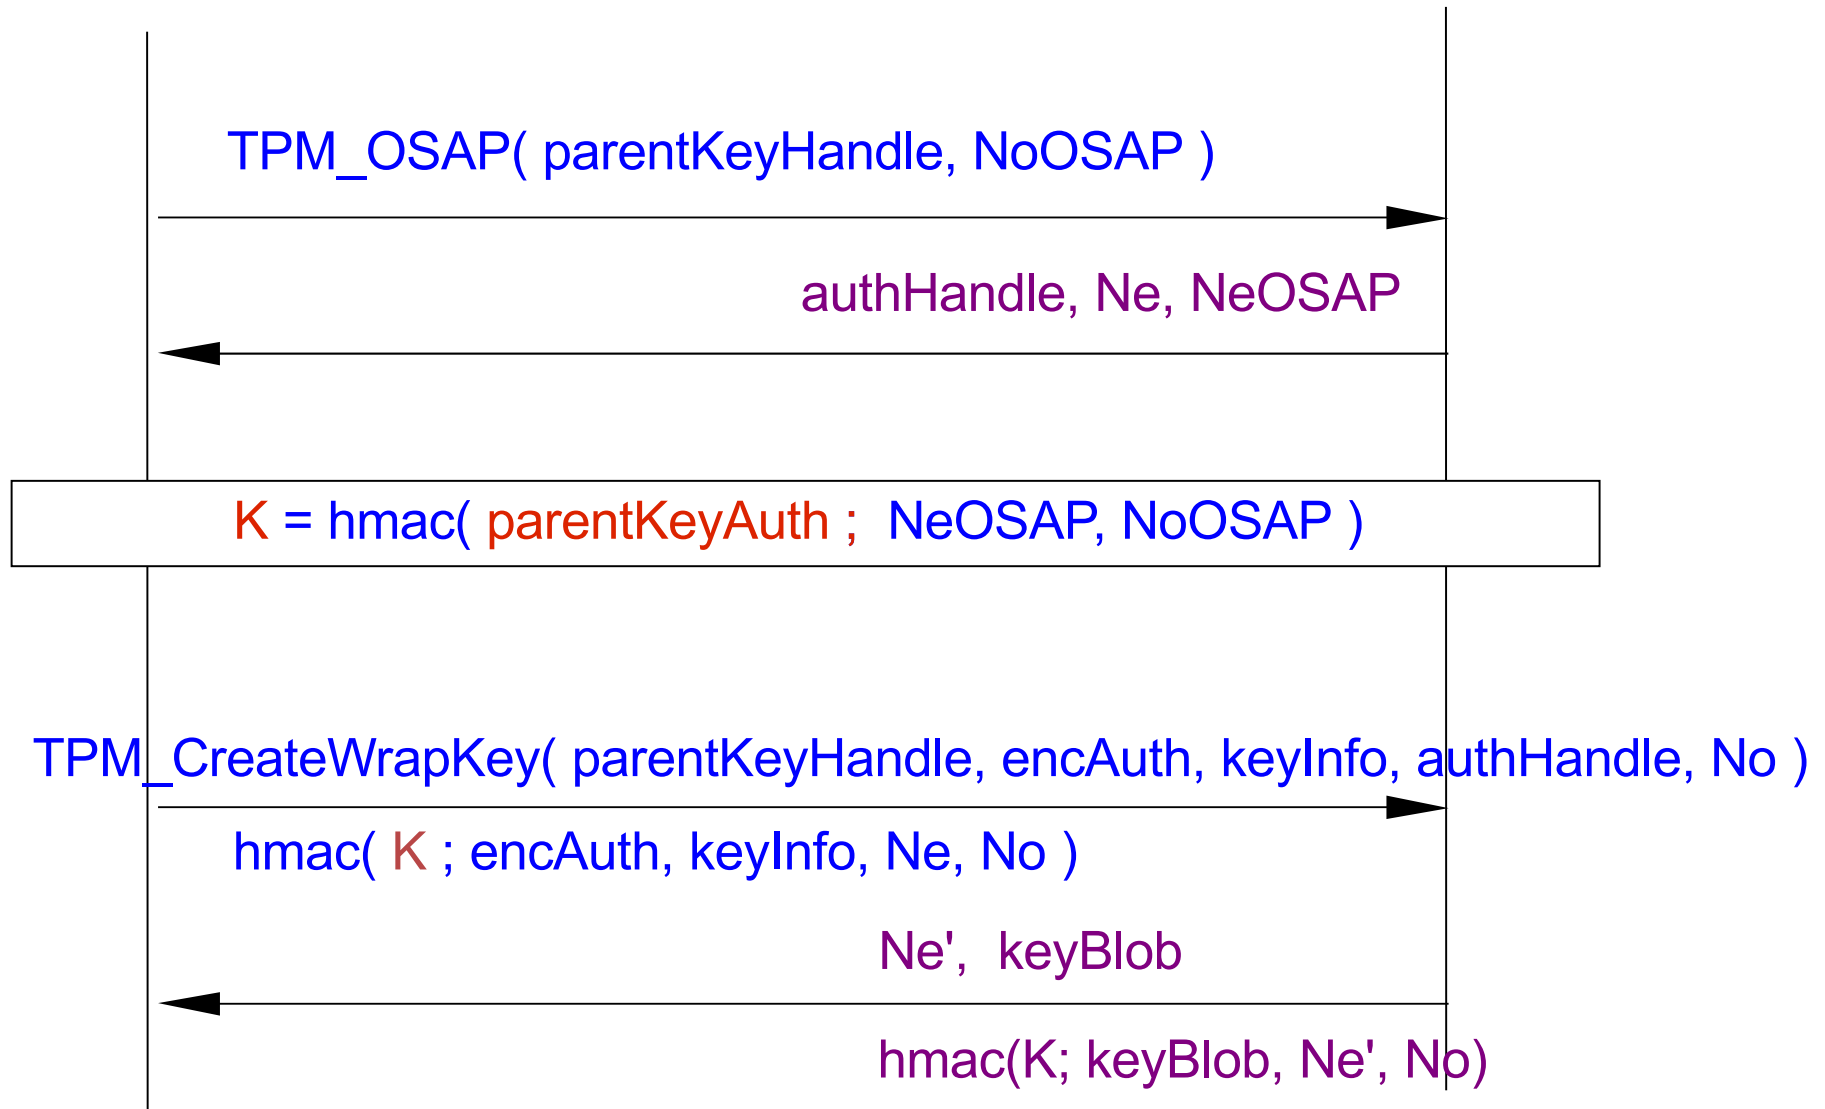 TPM_OSAP( parentKeyHandle, NoOSAP )
authHandle, Ne, NeOSAP
K = hmac( parentKeyAuth ; NeOSAP, NoOSAP )
TPM_CreateWrapKey( parentKeyHandle, encAuth, keyInfo, authHandle, No )
hmac( K ; encAuth, keyInfo, Ne, No )
Ne', keyBlob
hmac(K; keyBlob, Ne', No)